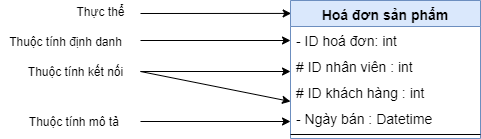 Thực thể
Hoá đơn sản phẩm
Thuộc tính định danh
- ID hoá đơn: int
Thuộc tính kết nối
# ID nhân viên : int
# ID khách hàng : int
Thuộc tính mô tả
- Ngày bán : Datetime